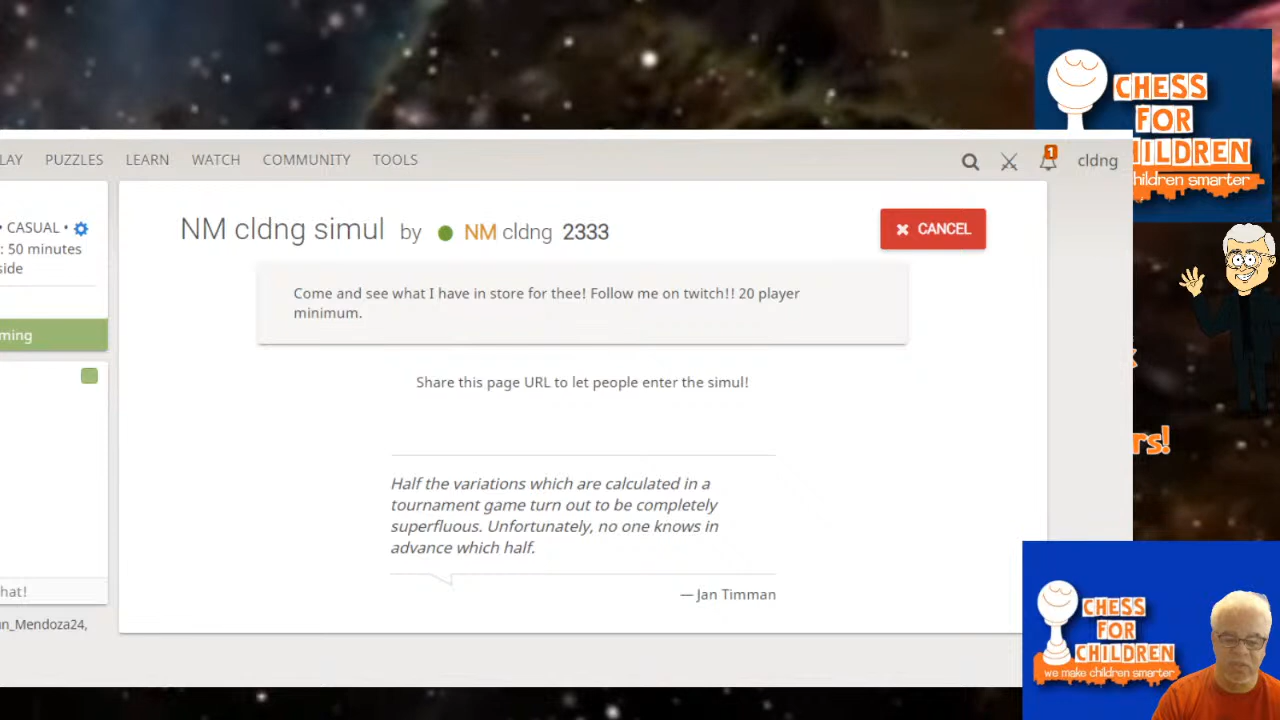 CHESS
FOR
HILDREN
children smarter
LAY PUZZLES LEARN WATCH COMMUNITY TOOLS
1
cldng
• CASUAL •
: 50 minutes
side
ming
hat!
un_Mendoza24,
NM cldng simul by NM cldng 2333
CANCEL
Come and see what I have in store for thee! Follow me on twitch!! 20 player
minimum.
Share this page URL to let people enter the simul!
Half the variations which are calculated in a
tournament game turn out to be completely
superfluous. Unfortunately, no one knows in
advance which half.
— Jan Timman
rs!
CHESS
FOR
CHILDREN
we make children smarter